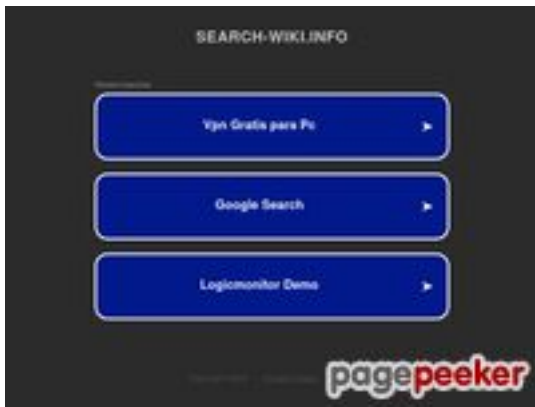 SEARCH-WIKI.INFO
Vpn Gratis para Pc
➤
Google Search
➤
Logicmonitor Demo
➤
pagepeeker